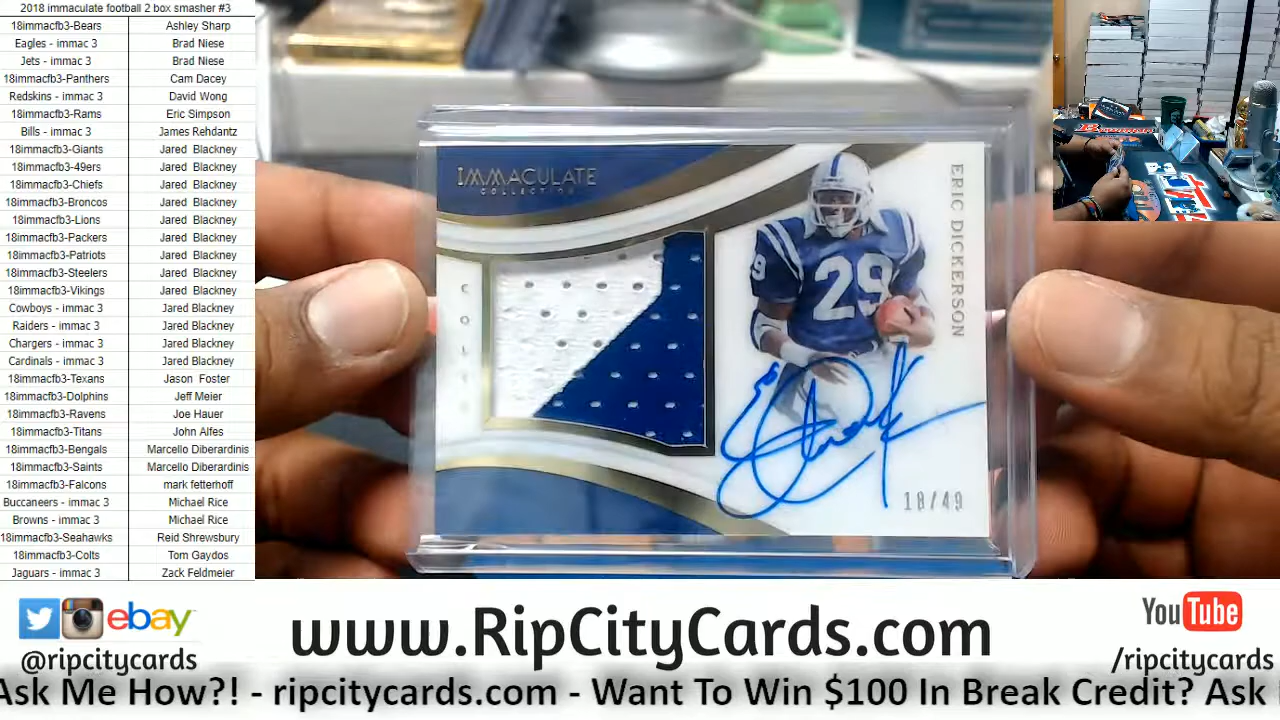 2018 immaculate football 2 box smasher #3
18immacfb3-Bears Ashley Sharp
Eagles - immac 3 Brad Niese
Jets - immac 3 Brad Niese
18immacfb3-Panthers Cam Dacey
Redskins - immac 3 David Wong
18immacfb3-Rams Eric Simpson
Bills - immac 3 James Rehdantz
18immacfb3-Giants Jared Blackney
18immacfb3-49ers Jared Blackney
18immacfb3-Chiefs Jared Blackney
18immacfb3-Broncos Jared Blackney
18immacfb3-Lions Jared Blackney
18immacfb3-Packers Jared Blackney
18immacfb3-Patriots Jared Blackney
18immacfb3-Steelers Jared Blackney
18immacfb3-Vikings Jared Blackney
Cowboys - immac 3 Jared Blackney
Raiders - immac 3 Jared Blackney
Chargers - immac 3 Jared Blackney
Cardinals - immac 3 Jared Blackney
18immacfb3-Texans Jason Foster
18immacfb3-Dolphins Jeff Meier
18immacfb3-Ravens Joe Hauer
18immacfb3-Titans John Alfes
18immacfb3-Bengals Marcello Diberardinis
18immacfb3-Saints Marcello Diberardinis
18immacfb3-Falcons mark fetterhoff
Buccaneers - immac 3 Michael Rice
Browns - immac 3 Michael Rice
18immacfb3-Seahawks Reid Shrewsbury
18immacfb3-Colts Tom Gaydos
Jaguars - immac 3 Zack Feldmeier
IMMACULATE
COLLECTION
ERIC DICKERSON
29
29
18/49
ebay
@ripcitycards
www.RipCityCards.com
YouTube
/ripcitycards
Ask Me How?! - ripcitycards.com - Want To Win $100 In Break Credit? Ask